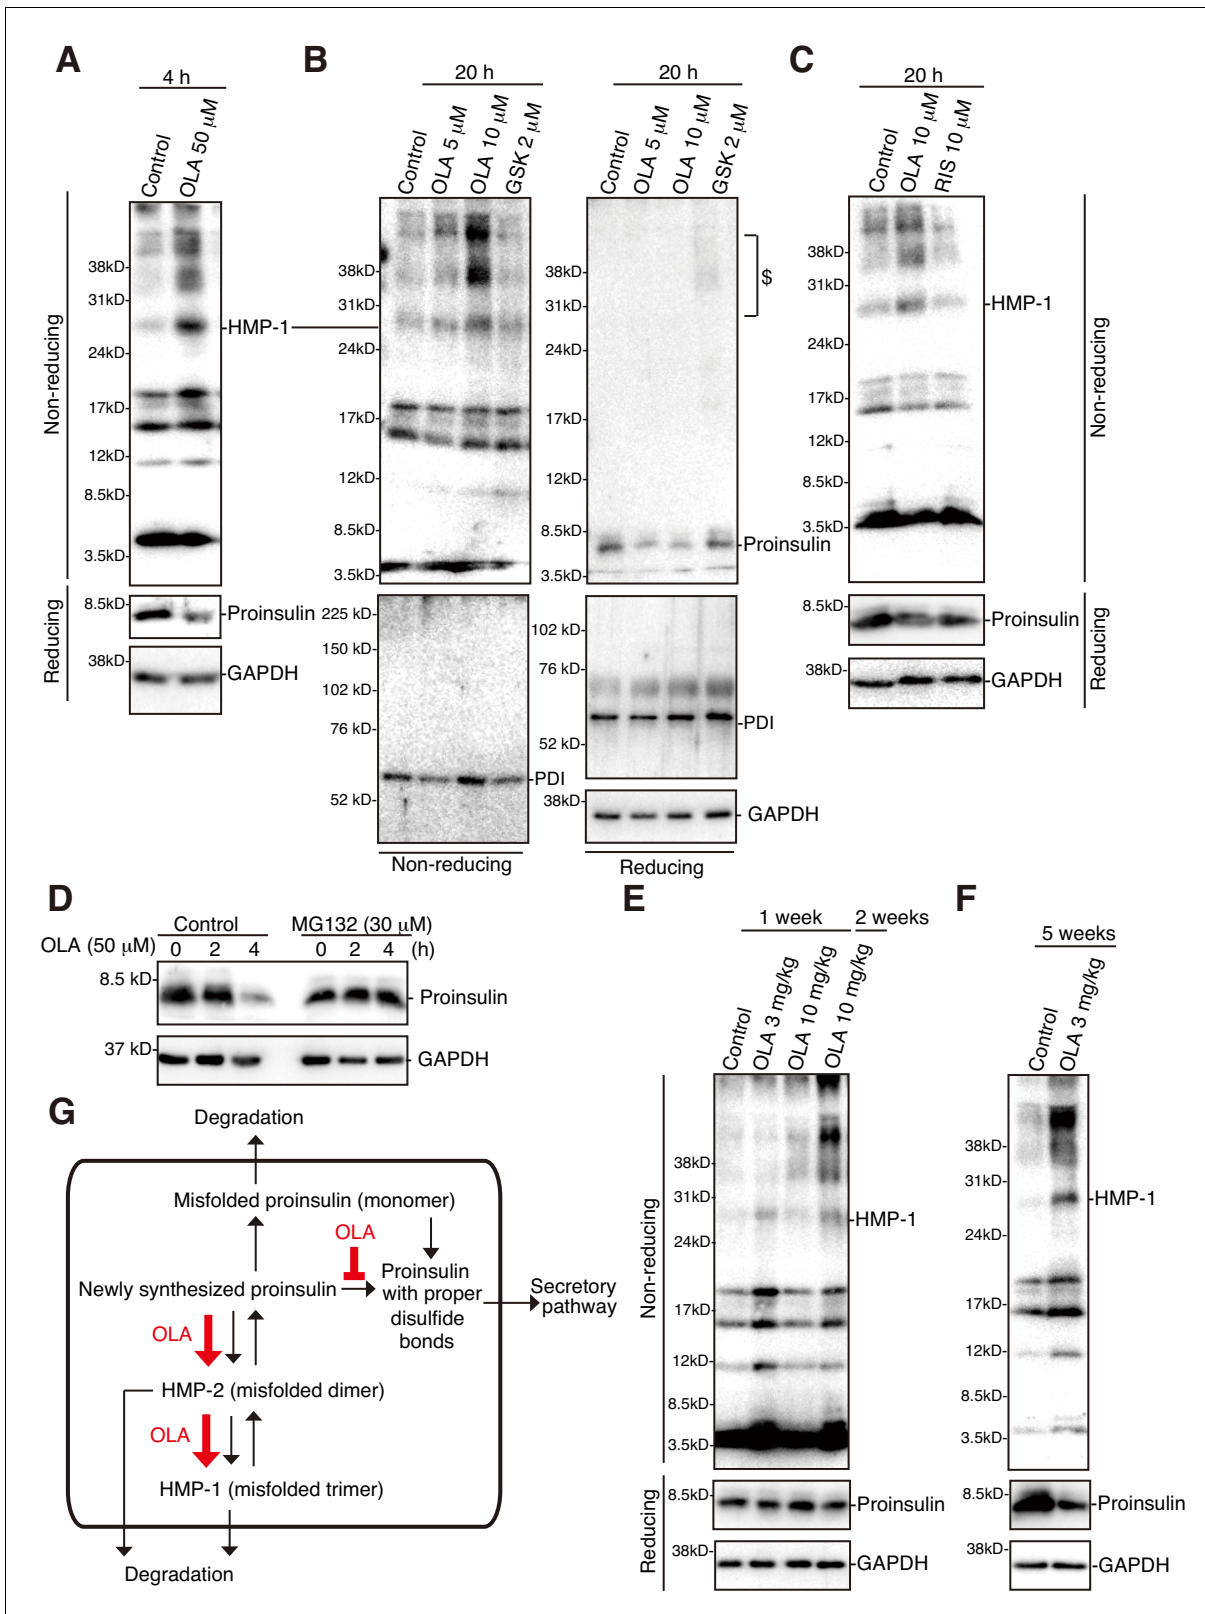 A
4 h
Control
OLA 50 μM
Non-reducing
38kD
31kD
24kD
17kD
12kD
8.5kD
3.5kD
HMP-1
Reducing
8.5kD
Proinsulin
38kD
GAPDH
B
20 h
Control
OLA 5 μM
OLA 10 μM
GSK 2 μM
38kD
31kD
24kD
17kD
12kD
8.5kD
3.5kD
225 kD
150 kD
102 kD
76 kD
52 kD
PDI
Non-reducing
20 h
Control
OLA 5 μM
OLA 10 μM
GSK 2 μM
38kD
31kD
24kD
17kD
12kD
8.5kD
3.5kD
$
Proinsulin
102 kD
76 kD
52 kD
PDI
38kD
GAPDH
Reducing
C
20 h
Control
OLA 10 μM
RIS 10 μM
38kD
31kD
24kD
17kD
12kD
8.5kD
3.5kD
HMP-1
Non-reducing
8.5kD
Proinsulin
38kD
GAPDH
Reducing
D
Control
MG132 (30 μM)
OLA (50 μM) 0 2 4 0 2 4 (h)
8.5 kD
Proinsulin
37 kD
GAPDH
E
1 week
2 weeks
Control
OLA 3 mg/kg
OLA 10 mg/kg
OLA 10 mg/kg
Non-reducing
38kD
31kD
24kD
17kD
12kD
8.5kD
3.5kD
HMP-1
Reducing
8.5kD
Proinsulin
38kD
GAPDH
F
5 weeks
Control
OLA 3 mg/kg
38kD
31kD
24kD
17kD
12kD
8.5kD
3.5kD
HMP-1
8.5kD
Proinsulin
38kD
GAPDH
G
Degradation
Misfolded proinsulin (monomer)
OLA
Newly synthesized proinsulin
Proinsulin
with proper
disulfide
bonds
Secretory
pathway
OLA
HMP-2 (misfolded dimer)
OLA
HMP-1 (misfolded trimer)
Degradation